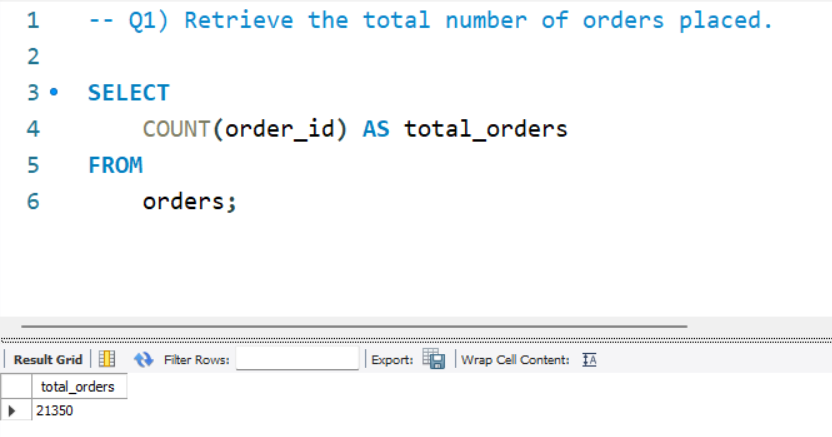 1 -- Q1) Retrieve the total number of orders placed.
2
3 SELECT
4 COUNT(order_id) AS total_orders
5 FROM
6 orders;
Result Grid Filter Rows: Export: Wrap Cell Content: IA
total_orders
21350